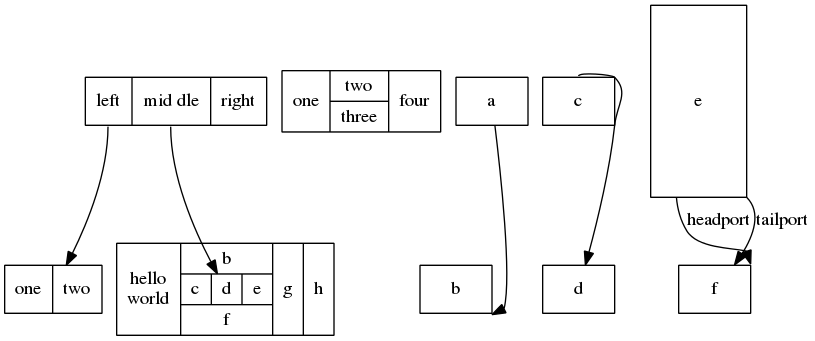 left mid dle right
one two four
three
a
c
e
headport tailport
one two
hello
world
b
c d e
f
g h
b
d
f